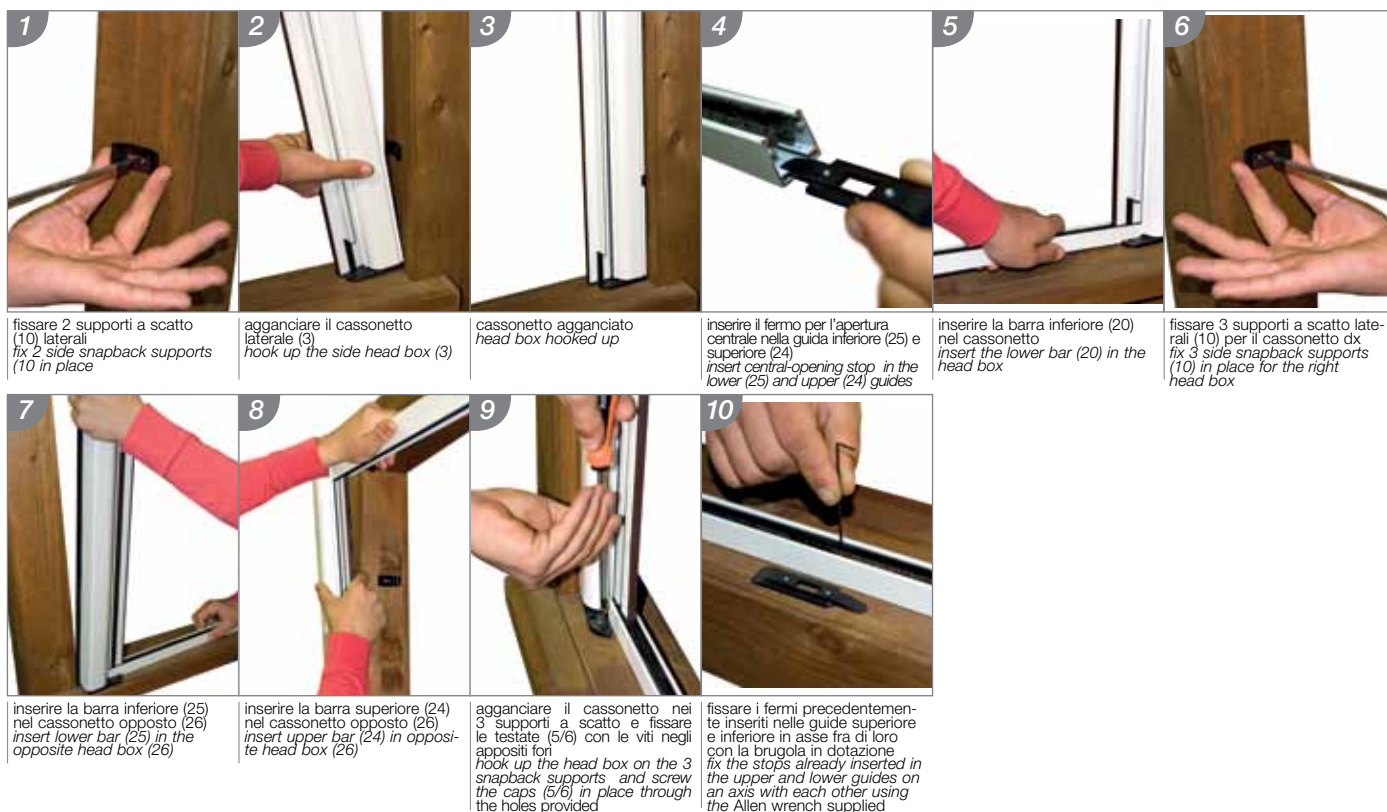 1
fissare 2 supporti a scatto
(10) laterali
fix 2 side snapback supports
(10 in place
2
agganciare il cassonetto
laterale (3)
hook up the side head box (3)
3
cassonetto agganciato
head box hooked up
4
inserire il fermo per l'apertura
centrale nella guida inferiore (25) e
superiore (24)
insert central-opening stop in the
lower (25) and upper (24) guides
5
inserire la barra inferiore (20)
nel cassonetto
insert the lower bar (20) in the
head box
6
fissare 3 supporti a scatto late-
rali (10) per il cassonetto dx
fix 3 side snapback supports
(10) in place for the right
head box
7
inserire la barra inferiore (25)
nel cassonetto opposto (26)
insert lower bar (25) in the
opposite head box (26)
8
inserire la barra superiore (24)
nel cassonetto opposto (26)
insert upper bar (24) in opposi-
te head box (26)
9
agganciare il cassonetto nei
3 supporti a scatto e fissare
le testate (5/6) con le viti negli
appositi fori
hook up the head box on the 3
snapback supports and screw
the caps (5/6) in place through
the holes provided
10
fissare i fermi precedentemen-
te inseriti nelle guide superiore
e inferiore in asse fra di loro
con la brugola in dotazione
fix the stops already inserted in
the upper and lower guides on
an axis with each other using
the Allen wrench supplied